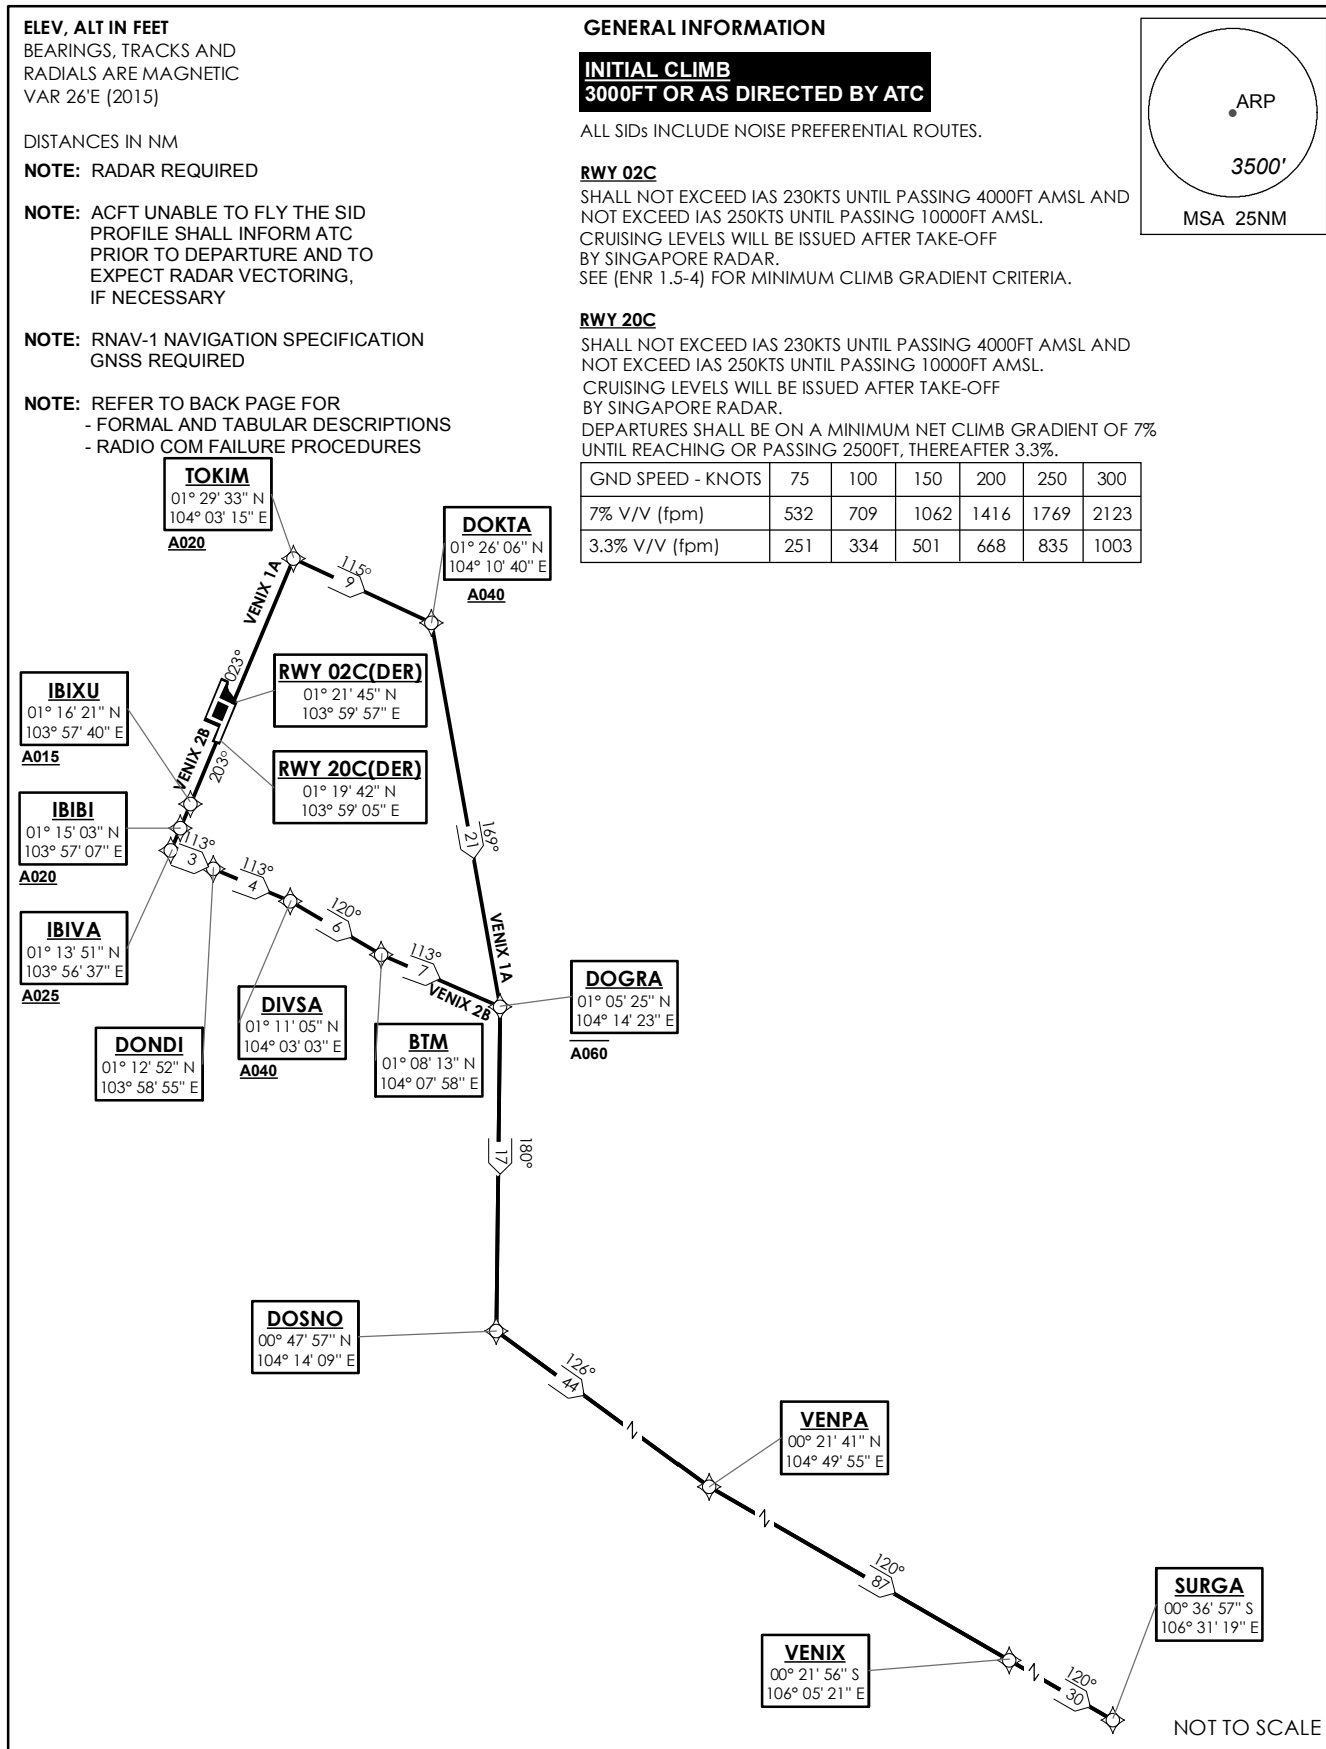 ELEV, ALT IN FEET
BEARINGS, TRACKS AND
RADIALS ARE MAGNETIC
VAR 26'E (2015)
DISTANCES IN NM
NOTE: RADAR REQUIRED
NOTE: ACFT UNABLE TO FLY THE SID
PROFILE SHALL INFORM ATC
PRIOR TO DEPARTURE AND TO
EXPECT RADAR VECTORING,
IF NECESSARY
NOTE: RNAV-1 NAVIGATION SPECIFICATION
GNSS REQUIRED
NOTE: REFER TO BACK PAGE FOR
- FORMAL AND TABULAR DESCRIPTIONS
- RADIO COM FAILURE PROCEDURES
GENERAL INFORMATION
INITIAL CLIMB
3000FT OR AS DIRECTED BY ATC
ALL SIDs INCLUDE NOISE PREFERENTIAL ROUTES.
RWY 02C
SHALL NOT EXCEED IAS 230KTS UNTIL PASSING 4000FT AMSL AND
NOT EXCEED IAS 250KTS UNTIL PASSING 10000FT AMSL.
CRUISING LEVELS WILL BE ISSUED AFTER TAKE-OFF
BY SINGAPORE RADAR.
SEE (ENR 1.5-4) FOR MINIMUM CLIMB GRADIENT CRITERIA.
RWY 20C
SHALL NOT EXCEED IAS 230KTS UNTIL PASSING 4000FT AMSL AND
NOT EXCEED IAS 250KTS UNTIL PASSING 10000FT AMSL.
CRUISING LEVELS WILL BE ISSUED AFTER TAKE-OFF
BY SINGAPORE RADAR.
DEPARTURES SHALL BE ON A MINIMUM NET CLIMB GRADIENT OF 7%
UNTIL REACHING OR PASSING 2500FT, THEREAFTER 3.3%.
GND SPEED - KNOTS 75 100 150 200 250 300
7% V/V (fpm) 532 709 1062 1416 1769 2123
3.3% V/V (fpm) 251 334 501 668 835 1003
ARP
3500'
MSA 25NM
TOKIM
01° 29' 33" N
104° 03' 15" E
A020
DOKTA
01° 26' 06" N
104° 10' 40" E
A040
115°
9
VENIX 1A
023°
RWY 02C(DER)
01° 21' 45" N
103° 59' 57" E
IBIXU
01° 16' 21" N
103° 57' 40" E
A015
VENIX 2B
203°
RWY 20C(DER)
01° 19' 42" N
103° 59' 05" E
IBIBI
01° 15' 03" N
103° 57' 07" E
A020
113°
3
113°
4
120°
6
113°
7
VENIX 2B
169°
21
VENIX 1A
IBIVA
01° 13' 51" N
103° 56' 37" E
A025
DONDI
01° 12' 52" N
103° 58' 55" E
DIVSA
01° 11' 05" N
104° 03' 03" E
A040
BTM
01° 08' 13" N
104° 07' 58" E
DOGRA
01° 05' 25" N
104° 14' 23" E
A060
180°
17
DOSNO
00° 47' 57" N
104° 14' 09" E
126°
44
N
VENPA
00° 21' 41" N
104° 49' 55" E
N
120°
87
VENIX
00° 21' 56" S
106° 05' 21" E
N
120°
30
SURGA
00° 36' 57" S
106° 31' 19" E
NOT TO SCALE